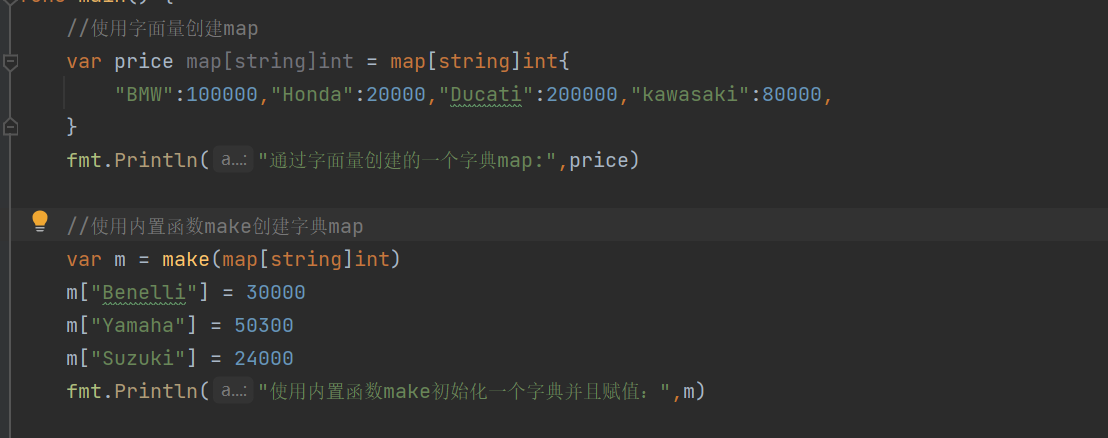 func main() {
//使用字面量创建map
var price map[string]int = map[string]int{
"BMW":100000,"Honda":20000,"Ducati":200000,"kawasaki":80000,
}
fmt.Println(a...:"通过字面量创建的一个字典map:",price)
//使用内置函数make创建字典map
var m = make(map[string]int)
m["Benelli"] = 30000
m["Yamaha"] = 50300
m["Suzuki"] = 24000
fmt.Println(a...:"使用内置函数make初始化一个字典并且赋值：",m)